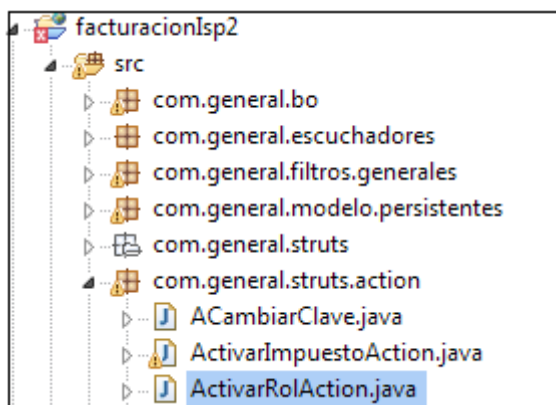 facturacionIsp2
src
com.general.bo
com.general.escuchadores
com.general.filtros.generales
com.general.modelo.persistentes
com.general.struts
com.general.struts.action
ACambiarClave.java
ActivarImpuestoAction.java
ActivarRolAction.java